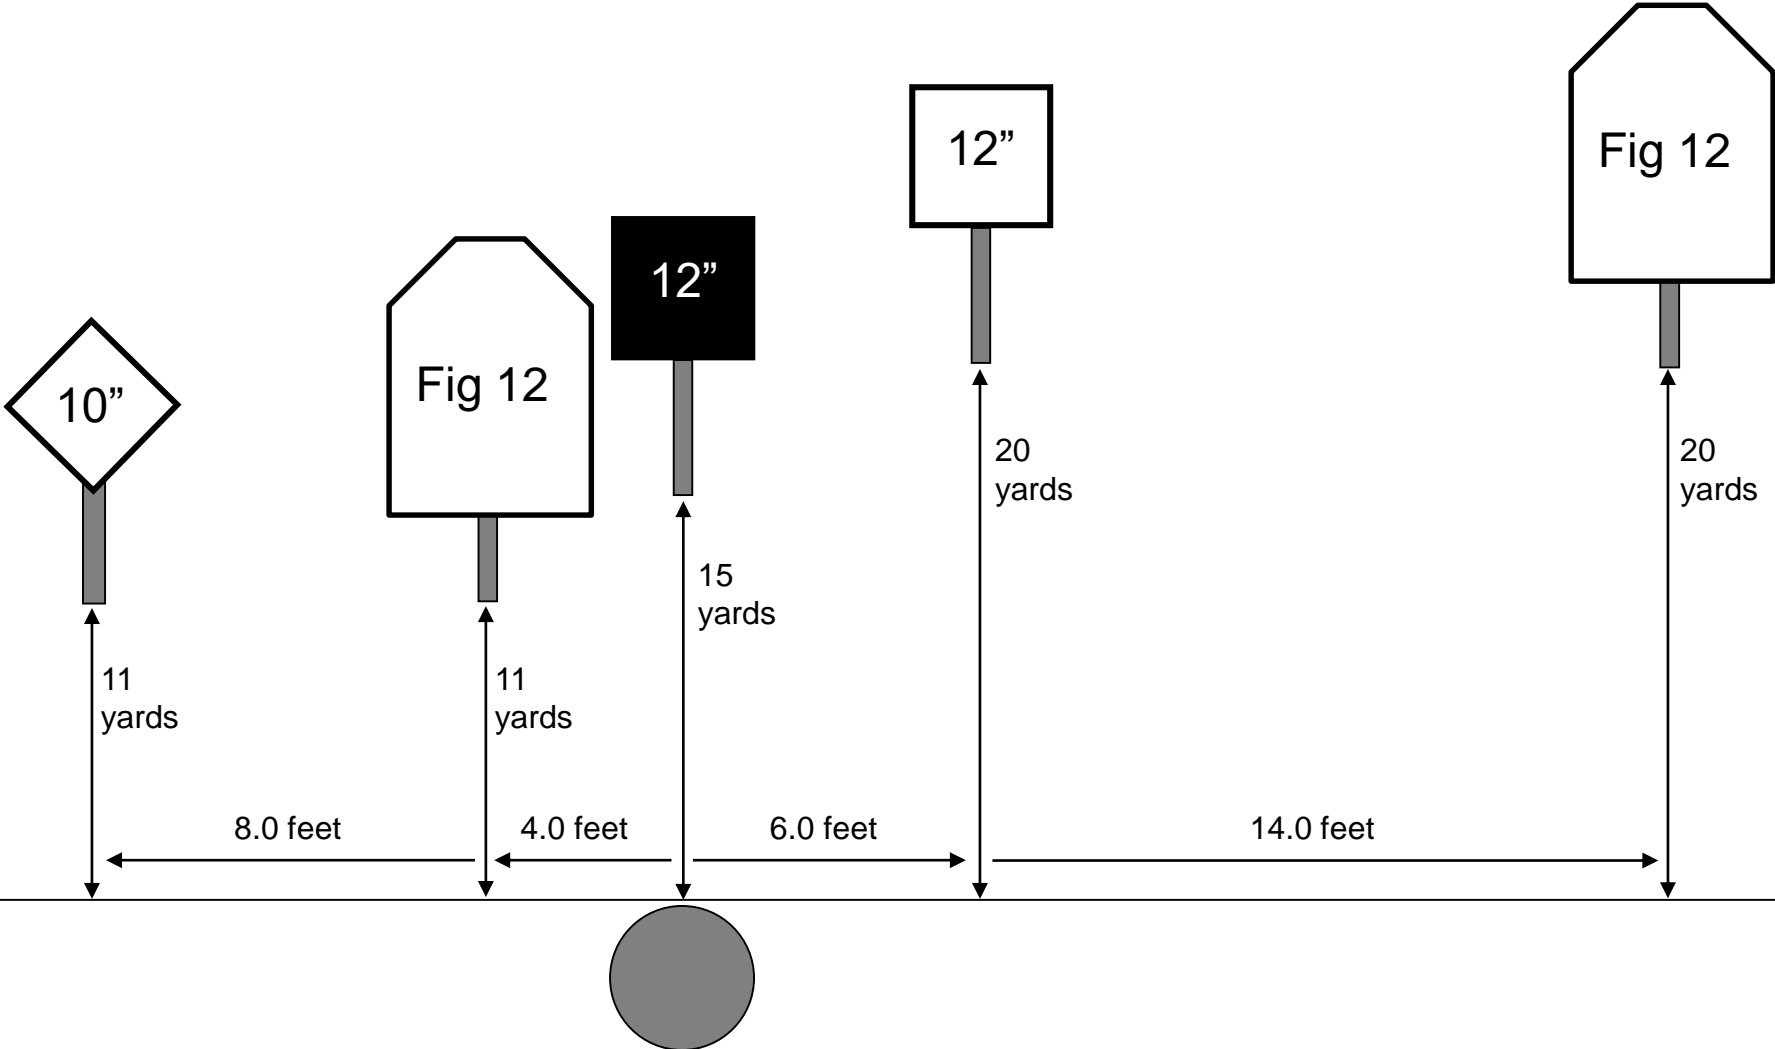 12”
Fig 12
12”
10”
Fig 12
20
yards
20
yards
15
yards
11
yards
11
yards
8.0 feet
4.0 feet
6.0 feet
14.0 feet